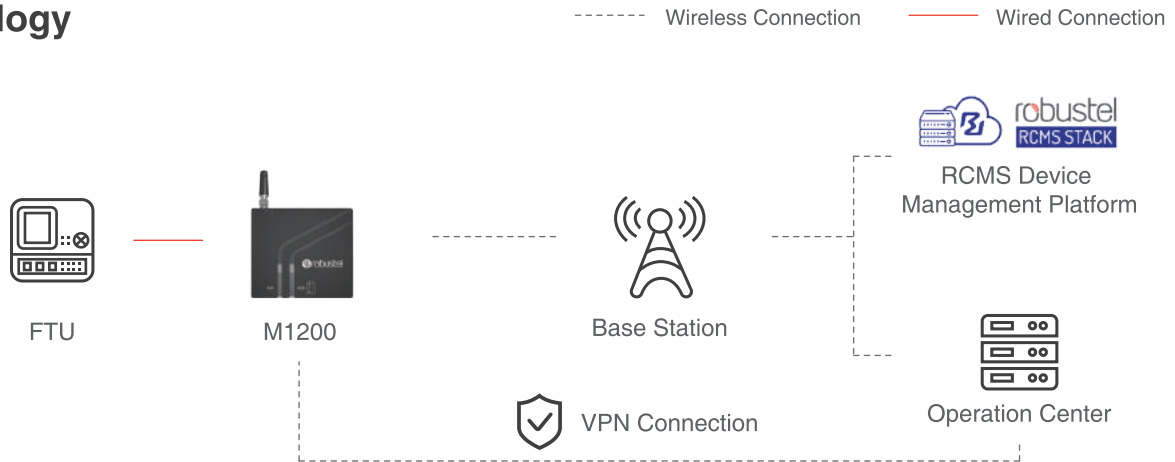 logy
Wireless Connection
Wired Connection
robustel
RCMS STACK
RCMS Device
Management Platform
robustel
FTU
M1200
Base Station
Operation Center
VPN Connection